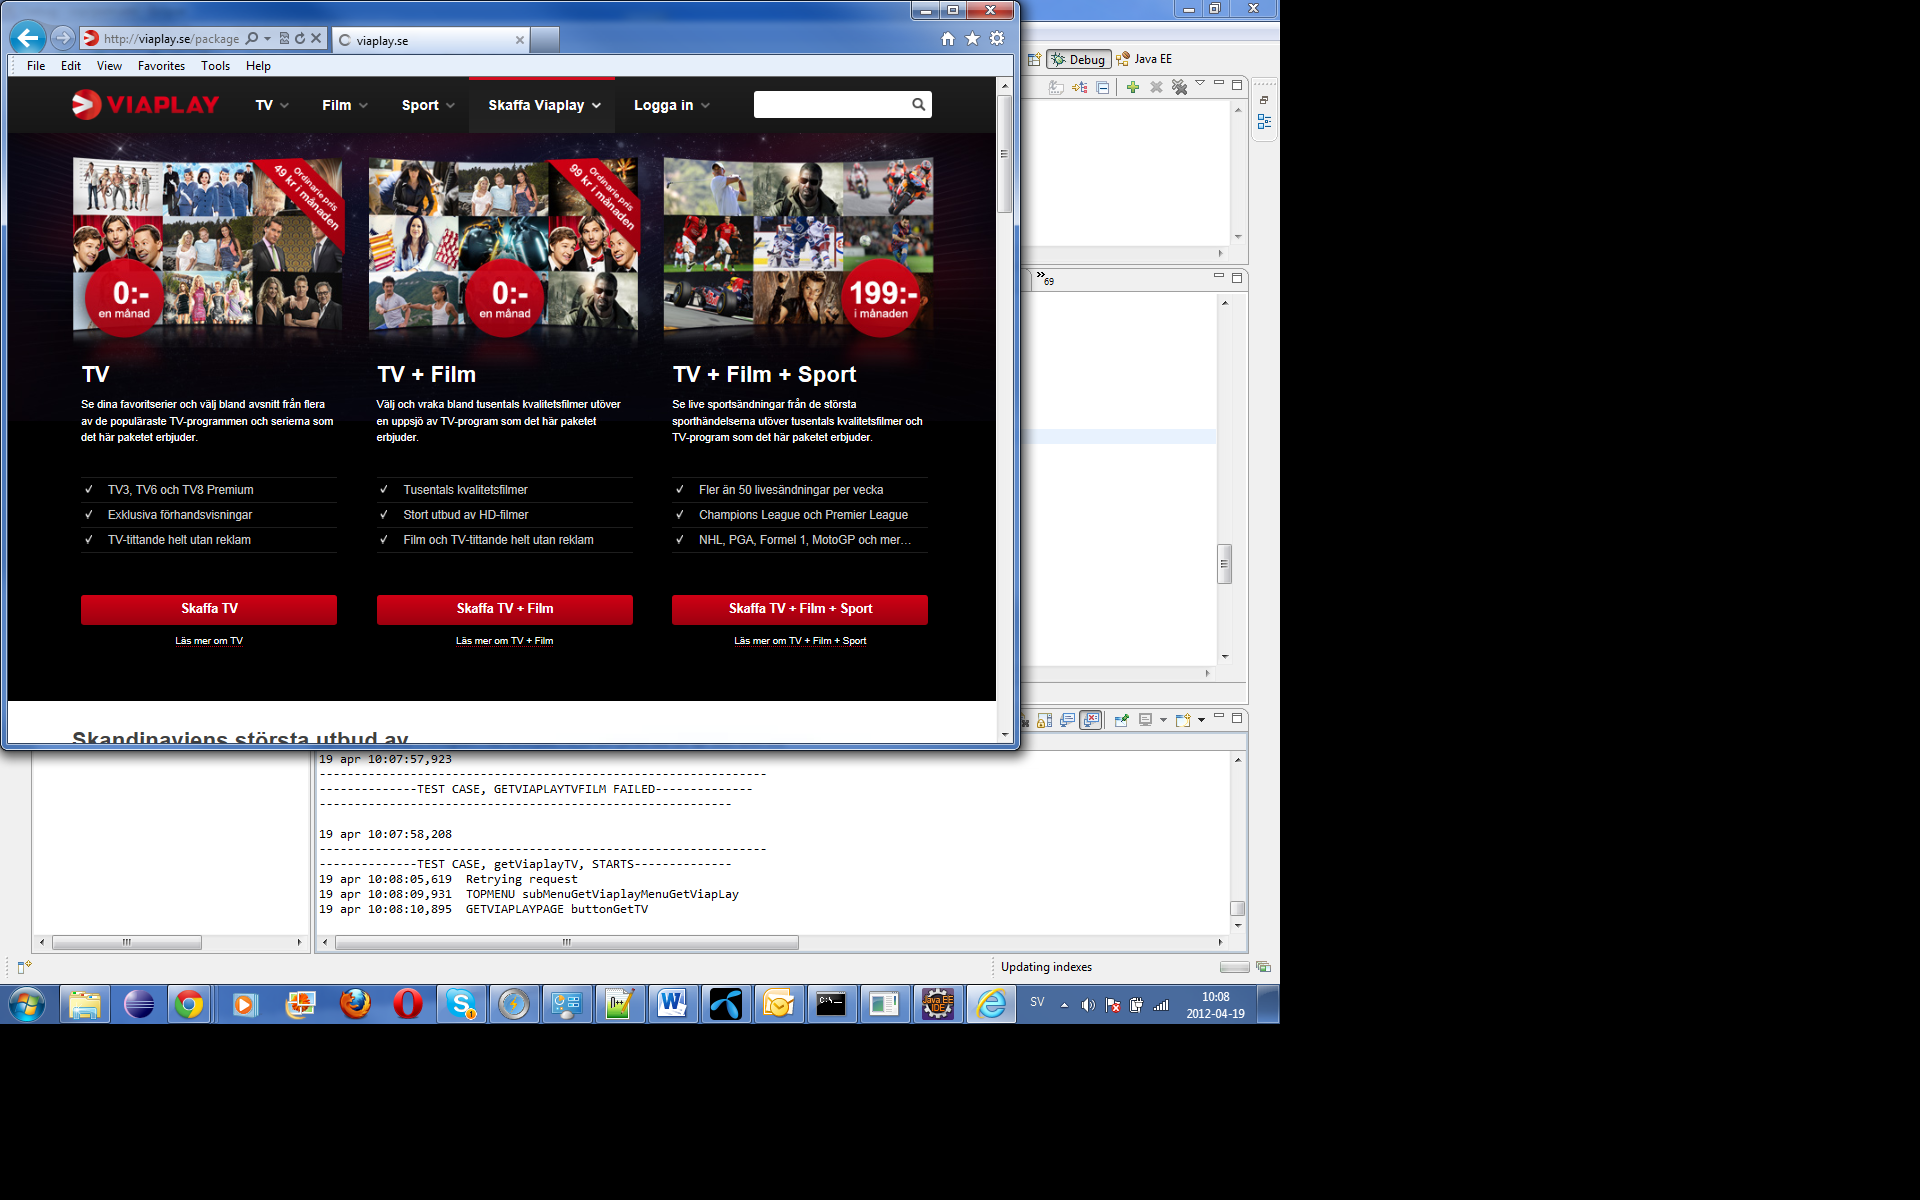 http://viaplay.se/package
viaplay.se
File Edit View Favorites Tools Help
VIAPLAY
TV Film Sport Skaffa Viaplay Logga in
Ordinarie pris
49 kr i månaden
0:-
en månad
Ordinarie pris
99 kr i månaden
0:-
en månad
199:-
i månaden
TV
Se dina favoritserier och välj bland avsnitt från flera
av de populäraste TV-programmen och serierna som
det här paketet erbjuder.
✓ TV3, TV6 och TV8 Premium
✓ Exklusiva förhandsvisningar
✓ TV-tittande helt utan reklam
Skaffa TV
Läs mer om TV
TV + Film
Välj och vraka bland tusentals kvalitetsfilmer utöver
en uppsjö av TV-program som det här paketet
erbjuder.
✓ Tusentals kvalitetsfilmer
✓ Stort utbud av HD-filmer
✓ Film och TV-tittande helt utan reklam
Skaffa TV + Film
Läs mer om TV + Film
TV + Film + Sport
Se live sportsändningar från de största
sporthändelserna utöver tusentals kvalitetsfilmer och
TV-program som det här paketet erbjuder.
✓ Fler än 50 livesändningar per vecka
✓ Champions League och Premier League
✓ NHL, PGA, Formel 1, MotoGP och mer…
Skaffa TV + Film + Sport
Läs mer om TV + Film + Sport
Skandinaviens största utbud av
Debug Java EE
»69
19 apr 10:07:57,923
----------------------------------------------------------------
--------------TEST CASE, GETVIAPLAYTVFILM FAILED--------------
-----------------------------------------------------------
19 apr 10:07:58,208
----------------------------------------------------------------
--------------TEST CASE, getViaplayTV, STARTS--------------
19 apr 10:08:05,619 Retrying request
19 apr 10:08:09,931 TOPMENU subMenuGetViaplayMenuGetViapLay
19 apr 10:08:10,895 GETVIAPLAYPAGE buttonGetTV
Updating indexes
S 1
n++
W
C:\_
Java EE
IDE
SV
10:08
2012-04-19